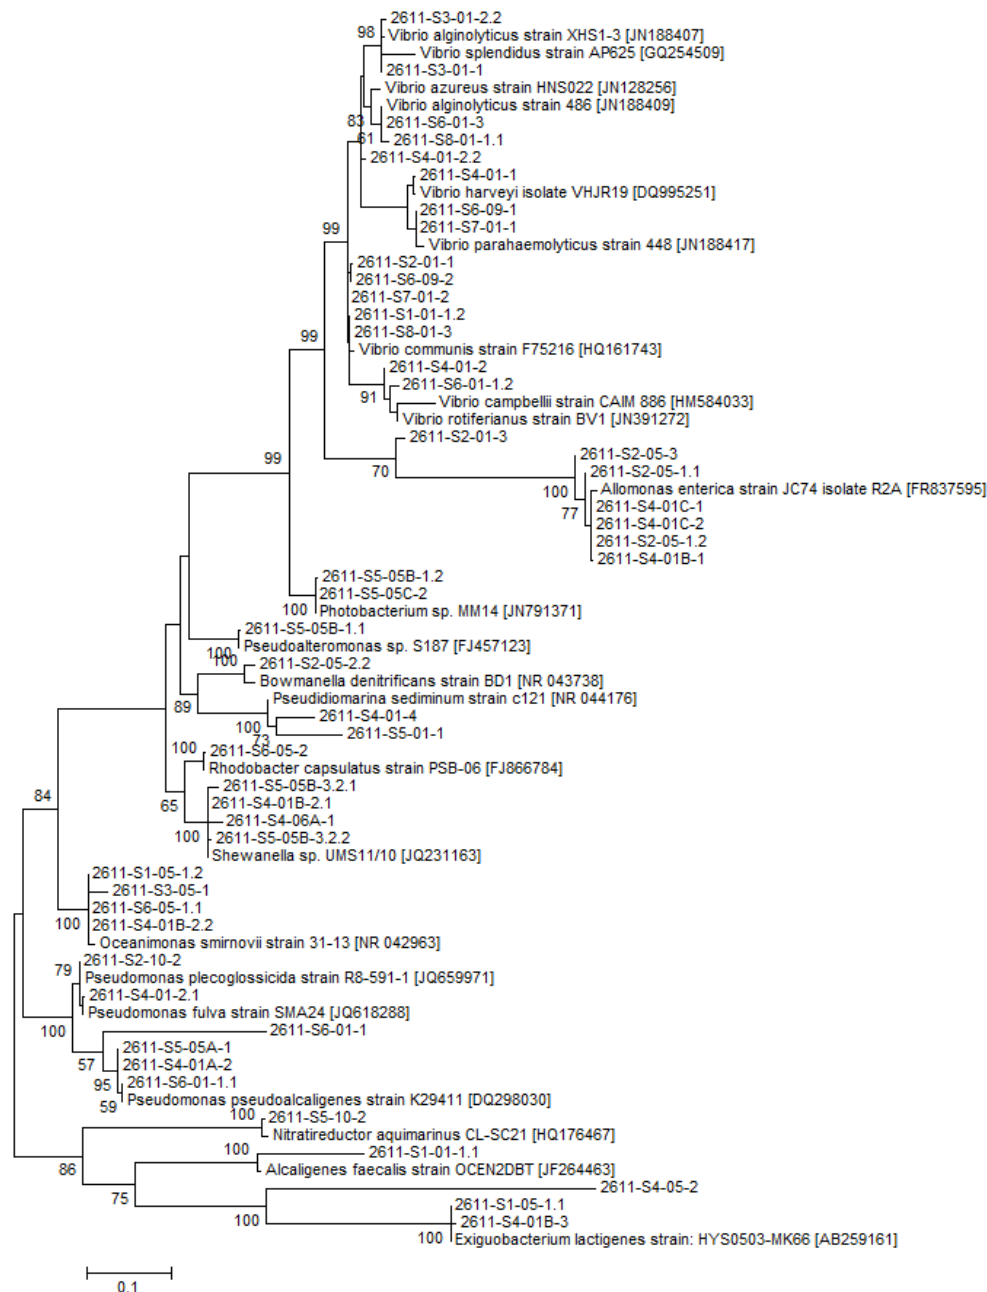 2611-S3-01-2.2
98
Vibrio alginolyticus strain XHS1-3 [JN188407]
Vibrio splendidus strain AP625 [GQ254509]
2611-S3-01-1
Vibrio azureus strain HNS022 [JN128256]
Vibrio alginolyticus strain 486 [JN188409]
83
2611-S6-01-3
61
2611-S8-01-1.1
2611-S4-01-2.2
2611-S4-01-1
Vibrio harveyi isolate VHJR19 [DQ995251]
2611-S6-09-1
99
2611-S7-01-1
Vibrio parahaemolyticus strain 448 [JN188417]
2611-S2-01-1
2611-S6-09-2
2611-S7-01-2
2611-S1-01-1.2
99
2611-S8-01-3
Vibrio communis strain F75216 [HQ161743]
2611-S4-01-2
2611-S6-01-1.2
91
Vibrio campbellii strain CAIM 886 [HM584033]
Vibrio rotiferianus strain BV1 [JN391272]
2611-S2-01-3
99
2611-S2-05-3
70
2611-S2-05-1.1
100
Allomonas enterica strain JC74 isolate R2A [FR837595]
2611-S4-01C-1
77
2611-S4-01C-2
2611-S2-05-1.2
2611-S4-01B-1
2611-S5-05B-1.2
2611-S5-05C-2
100
Photobacterium sp. MM14 [JN791371]
2611-S5-05B-1.1
100
Pseudoalteromonas sp. S187 [FJ457123]
100
2611-S2-05-2.2
Bowmanella denitrificans strain BD1 [NR 043738]
89
Pseudidiomarina sediminum strain c121 [NR 044176]
2611-S4-01-4
100
2611-S5-01-1
73
100
2611-S6-05-2
Rhodobacter capsulatus strain PSB-06 [FJ866784]
2611-S5-05B-3.2.1
84
65
2611-S4-01B-2.1
2611-S4-06A-1
100
2611-S5-05B-3.2.2
Shewanella sp. UMS11/10 [JQ231163]
2611-S1-05-1.2
2611-S3-05-1
2611-S6-05-1.1
100
2611-S4-01B-2.2
Oceanimonas smirnovii strain 31-13 [NR 042963]
2611-S2-10-2
79
Pseudomonas plecoglossicida strain R8-591-1 [JQ659971]
2611-S4-01-2.1
Pseudomonas fulva strain SMA24 [JQ618288]
100
2611-S6-01-1
2611-S5-05A-1
57
2611-S4-01A-2
95
2611-S6-01-1.1
59
Pseudomonas pseudoalcaligenes strain K29411 [DQ298030]
100
2611-S5-10-2
Nitratireductor aquimarinus CL-SC21 [HQ176467]
100
2611-S1-01-1.1
86
Alcaligenes faecalis strain OCEN2DBT [JF264463]
2611-S4-05-2
75
2611-S1-05-1.1
100
2611-S4-01B-3
100
Exiguobacterium lactigenes strain: HYS0503-MK66 [AB259161]
0.1